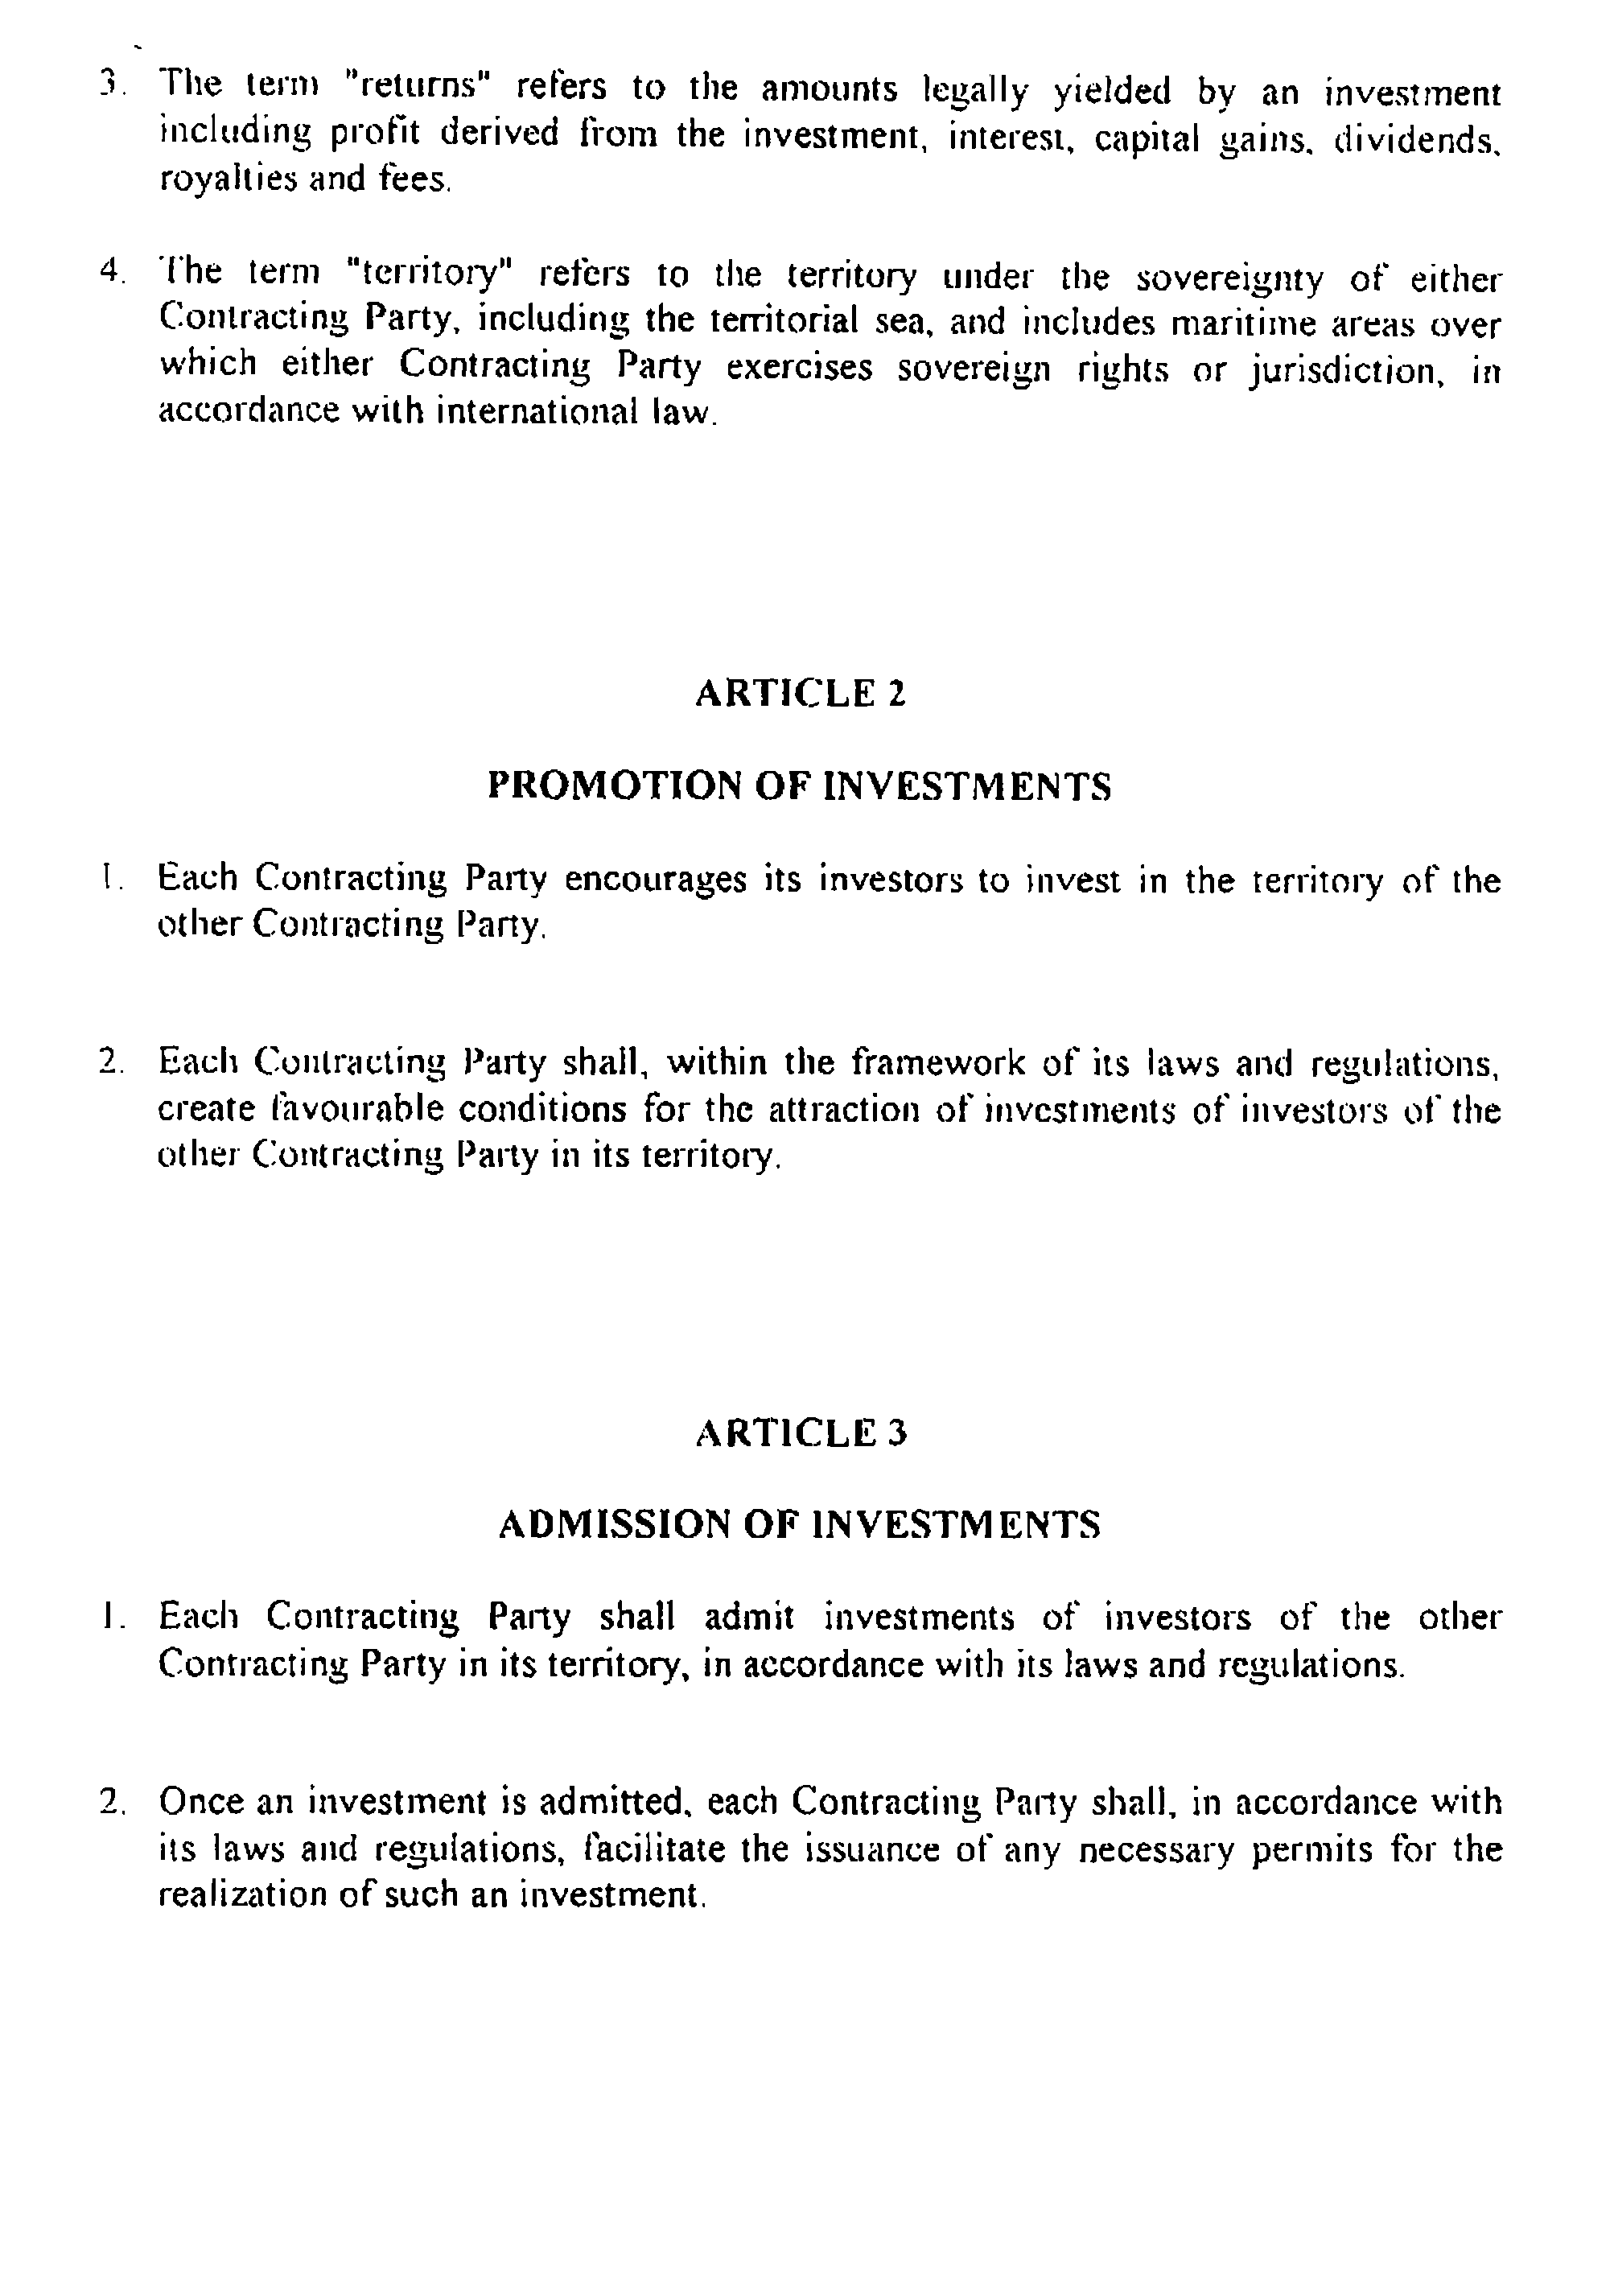 3. The term "returns" refers to the amounts legally yielded by an investment
including profit derived from the investment, interest, capital gains, dividends,
royalties and fees.
4. The term "territory" refers to the territory under the sovereignty of either
Contracting Party, including the territorial sea, and includes maritime areas over
which either Contracting Party exercises sovereign rights or jurisdiction, in
accordance with international law.
ARTICLE 2
PROMOTION OF INVESTMENTS
1. Each Contracting Party encourages its investors to invest in the territory of the
other Contracting Party.
2. Each Contracting Party shall, within the framework of its laws and regulations,
create favourable conditions for the attraction of investments of investors of the
other Contracting Party in its territory.
ARTICLE 3
ADMISSION OF INVESTMENTS
1. Each Contracting Party shall admit investments of investors of the other
Contracting Party in its territory, in accordance with its laws and regulations.
2. Once an investment is admitted, each Contracting Party shall, in accordance with
its laws and regulations, facilitate the issuance of any necessary permits for the
realization of such an investment.